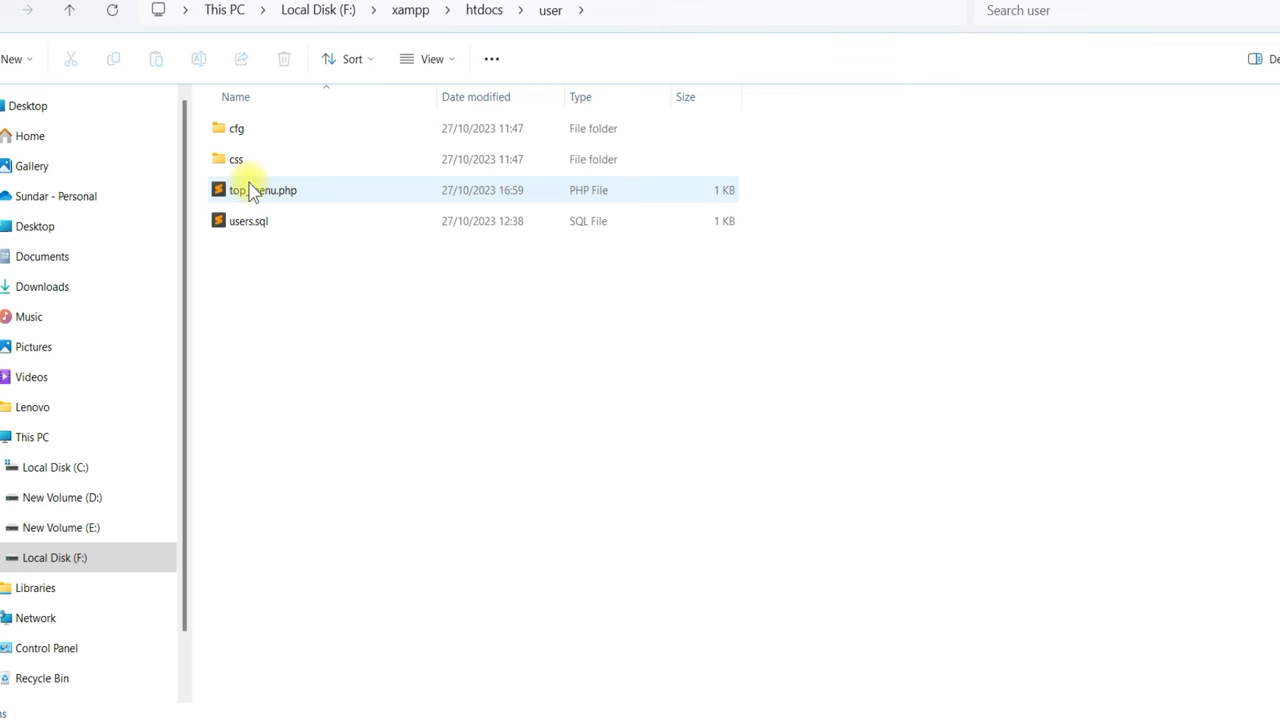 This PC > Local Disk (F:) > xampp > htdocs > user >
Search user
New
Sort
View
De
Name Date modified Type Size
cfg 27/10/2023 11:47 File folder
css 27/10/2023 11:47 File folder
27/10/2023 16:59 PHP File 1 KB
users.sql 27/10/2023 12:38 SQL File 1 KB
Desktop
Home
Gallery
Sundar - Personal
Desktop
Documents
Downloads
Music
Pictures
Videos
Lenovo
This PC
Local Disk (C:)
New Volume (D:)
New Volume (E:)
Local Disk (F:)
Libraries
Network
Control Panel
Recycle Bin
ns